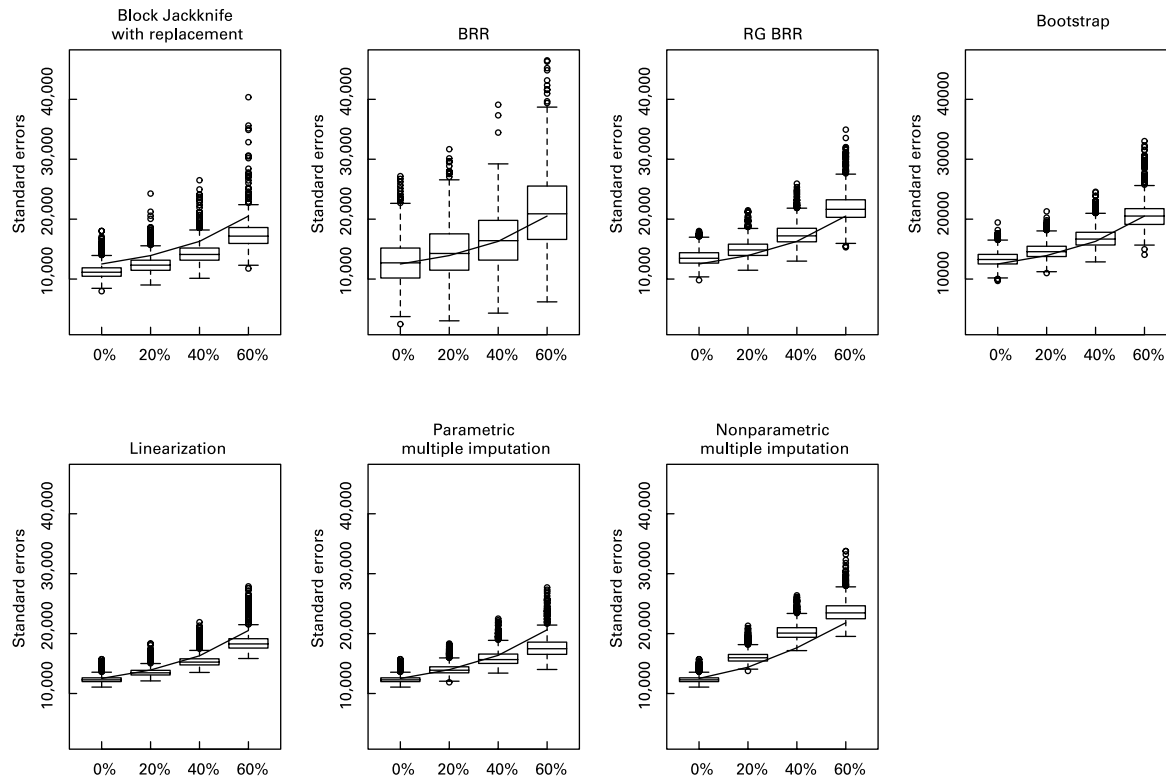 Block Jackknife
with replacement
BRR
RG BRR
Bootstrap
Standard errors
40,000
30,000
20,000
10,000
0% 20% 40% 60%
Standard errors
40,000
30,000
20,000
10,000
0% 20% 40% 60%
Standard errors
40,000
30,000
20,000
10,000
0% 20% 40% 60%
Standard errors
40000
30,000
20,000
10000
0% 20% 40% 60%
Linearization
Parametric
multiple imputation
Nonparametric
multiple imputation
Standard errors
40,000
30,000
20,000
10,000
0% 20% 40% 60%
Standard errors
40,000
30,000
20,000
10,000
0% 20% 40% 60%
Standard errors
40,000
30,000
20,000
10,000
0% 20% 40% 60%